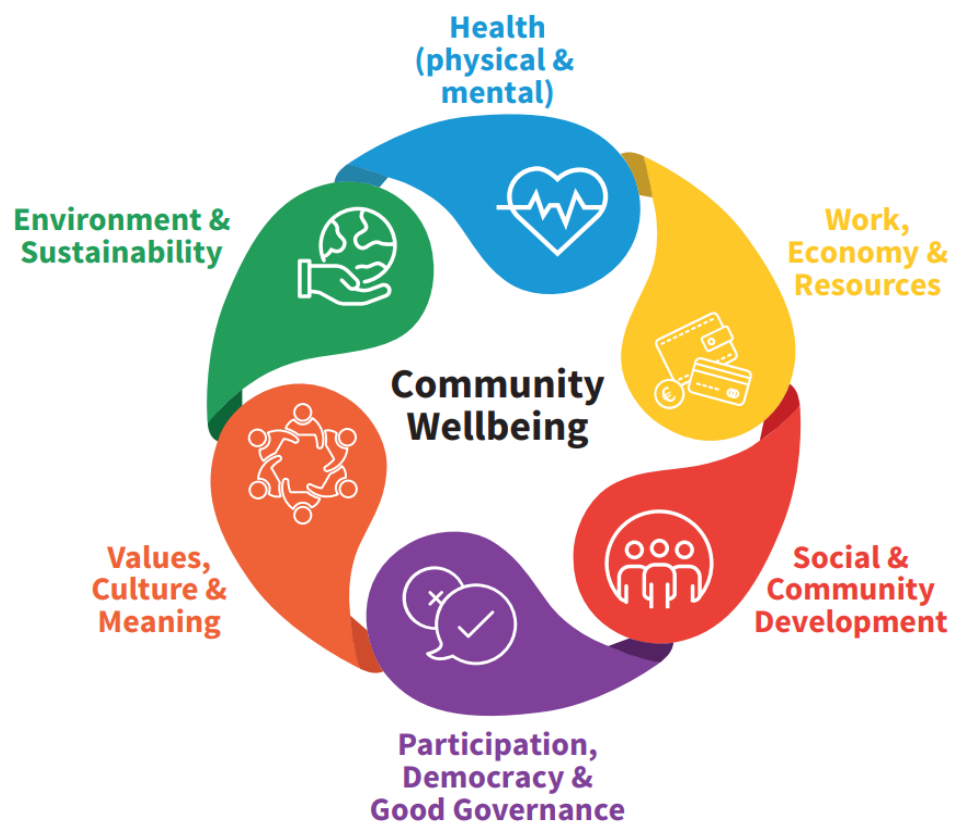 Health
(physical &
mental)
Work,
Economy &
Resources
Social &
Community
Development
Participation,
Democracy &
Good Governance
Values,
Culture &
Meaning
Environment &
Sustainability
Community
Wellbeing
€